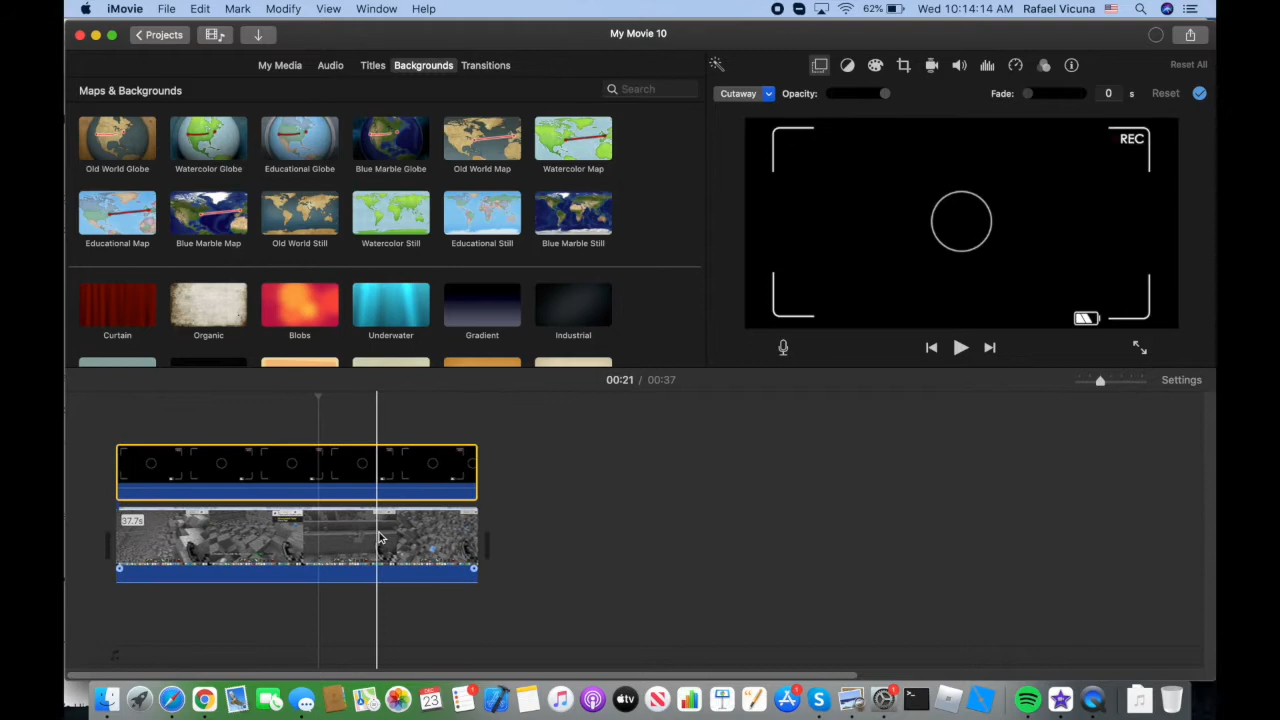 iMovie File Edit Mark Modify View Window Help 62% Wed 10:14:14 AM Rafael Vicuna
Projects My Movie 10
My Media Audio Titles Backgrounds Transitions Reset All
Maps & Backgrounds Search Cutaway Opacity: Fade: 0 s Reset
REC
Old World Globe Watercolor Globe Educational Globe Blue Marble Globe Old World Map Watercolor Map
Educational Map Blue Marble Map Old World Still Watercolor Still Educational Still Blue Marble Still
Curtain Organic Blobs Underwater Gradient Industrial
00:21 / 00:37 Settings
37.7s
DEC
23
tv